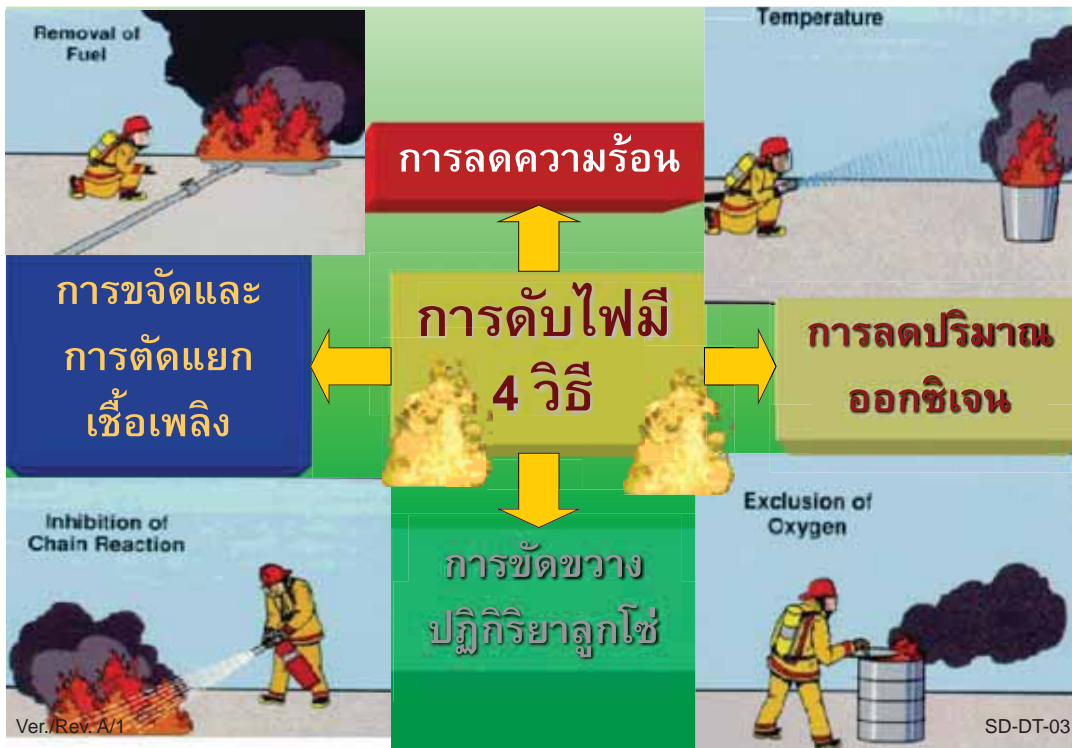 Removal of
Fuel
Temperature
การลดความร้อน
การขจัดและ
การตัดแยก
เชื้อเพลิง
การดับไฟมี
4 วิธี
การลดปริมาณ
ออกซิเจน
Inhibition of
Chain Reaction
การขัดขวาง
ปฏิกิริยาลูกโซ่
Exclusion of
Oxygen
Ver./Rev. A/1
SD-DT-03